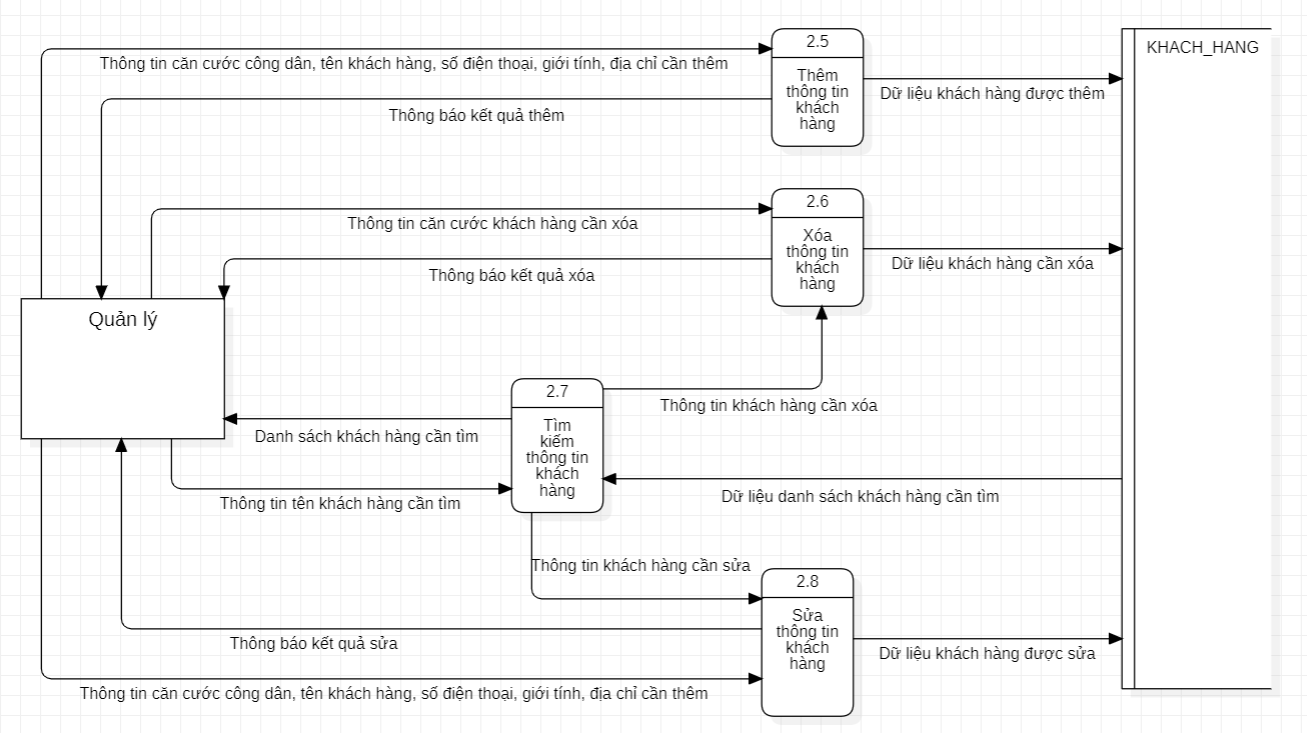 2.5
KHACH_HANG
Thông tin căn cước công dân, tên khách hàng, số điện thoại, giới tính, địa chỉ cần thêm
Thêm
thông tin
khách
hàng
Dữ liệu khách hàng được thêm
Thông báo kết quả thêm
2.6
Thông tin căn cước khách hàng cần xóa
Xóa
thông tin
khách
hàng
Dữ liệu khách hàng cần xóa
Thông báo kết quả xóa
Quản lý
2.7
Thông tin khách hàng cần xóa
Tìm
kiếm
thông tin
khách
hàng
Danh sách khách hàng cần tìm
Dữ liệu danh sách khách hàng cần tìm
Thông tin tên khách hàng cần tìm
Thông tin khách hàng cần sửa
2.8
Sửa
thông tin
khách
hàng
Thông báo kết quả sửa
Dữ liệu khách hàng được sửa
Thông tin căn cước công dân, tên khách hàng, số điện thoại, giới tính, địa chỉ cần thêm